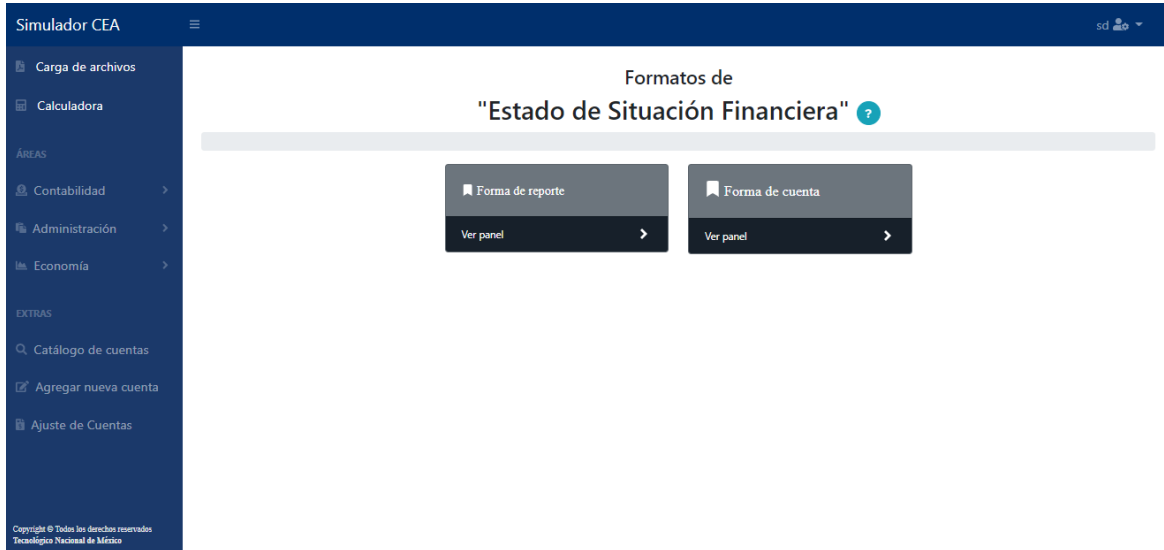 Simulador CEA
sd
Carga de archivos
Calculadora
ÁREAS
Contabilidad
Administración
Economía
EXTRAS
Catálogo de cuentas
Agregar nueva cuenta
Ajuste de Cuentas
Copyright © Todos los derechos reservados
Tecnológico Nacional de México
Formatos de
"Estado de Situación Financiera" ?
Forma de reporte
Ver panel
Forma de cuenta
Ver panel